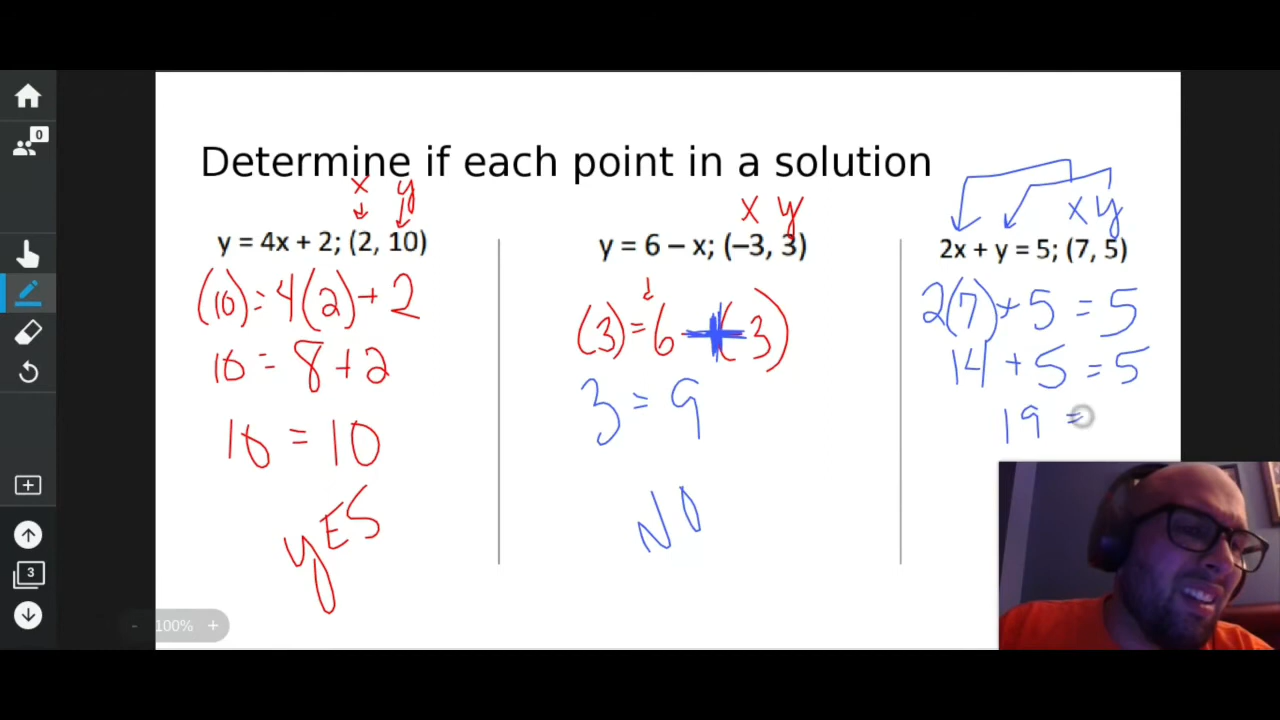 0
Determine if each point in a solution
x y
y = 4x + 2; (2, 10)
(10) = 4(2) + 2
10 = 8 + 2
10 = 10
YES
x y
y = 6 – x; (–3, 3)
(3) = 6 + ( 3)
3 = 9
NO
x y
2x + y = 5; (7, 5)
2(7) + 5 = 5
14 + 5 = 5
19 =
3
- 100% +